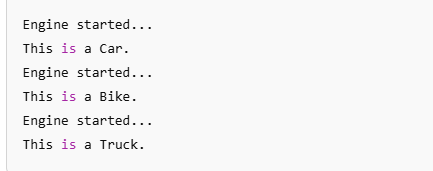 Engine started...
This is a Car.
Engine started...
This is a Bike.
Engine started...
This is a Truck.